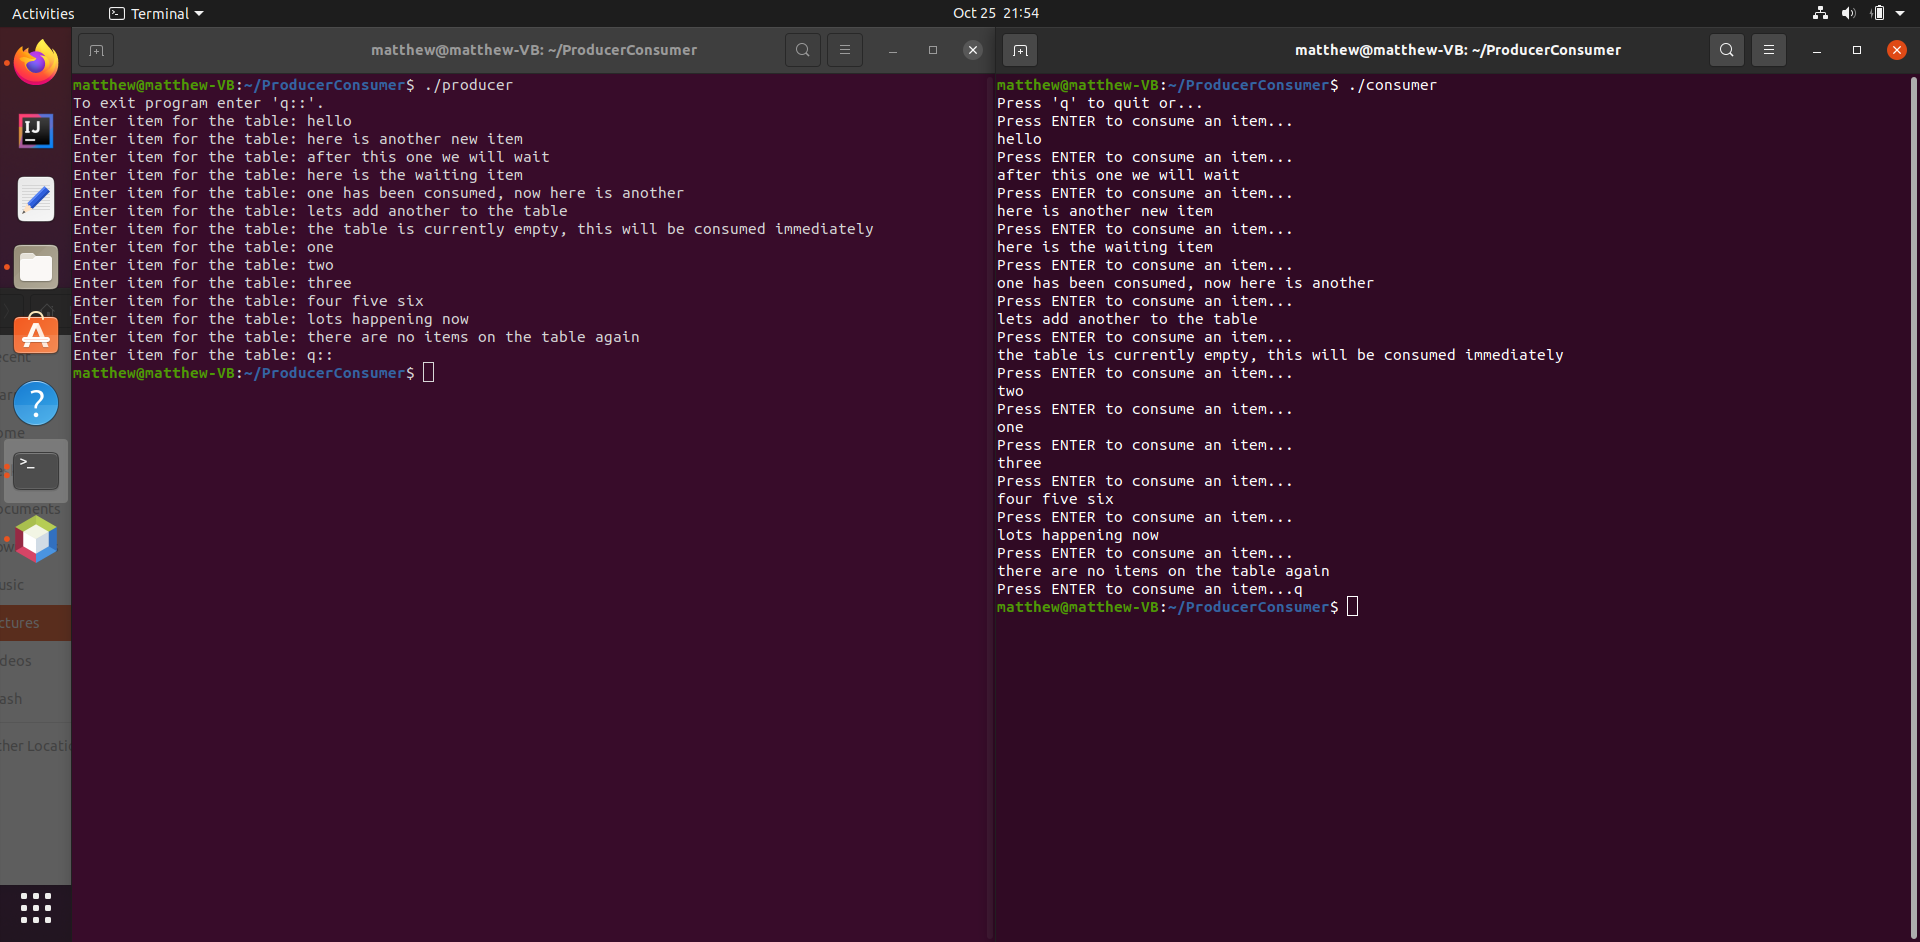 Activities
Terminal
Oct 25 21:54
matthew@matthew-VB: ~/ProducerConsumer
matthew@matthew-VB:~/ProducerConsumer$ ./producer
To exit program enter 'q::'.
Enter item for the table: hello
Enter item for the table: here is another new item
Enter item for the table: after this one we will wait
Enter item for the table: here is the waiting item
Enter item for the table: one has been consumed, now here is another
Enter item for the table: lets add another to the table
Enter item for the table: the table is currently empty, this will be consumed immediately
Enter item for the table: one
Enter item for the table: two
Enter item for the table: three
Enter item for the table: four five six
Enter item for the table: lots happening now
Enter item for the table: there are no items on the table again
Enter item for the table: q::
matthew@matthew-VB:~/ProducerConsumer$
matthew@matthew-VB: ~/ProducerConsumer
matthew@matthew-VB:~/ProducerConsumer$ ./consumer
Press 'q' to quit or...
Press ENTER to consume an item...
hello
Press ENTER to consume an item...
after this one we will wait
Press ENTER to consume an item...
here is another new item
Press ENTER to consume an item...
here is the waiting item
Press ENTER to consume an item...
one has been consumed, now here is another
Press ENTER to consume an item...
lets add another to the table
Press ENTER to consume an item...
the table is currently empty, this will be consumed immediately
Press ENTER to consume an item...
two
Press ENTER to consume an item...
one
Press ENTER to consume an item...
three
Press ENTER to consume an item...
four five six
Press ENTER to consume an item...
lots happening now
Press ENTER to consume an item...
there are no items on the table again
Press ENTER to consume an item...q
matthew@matthew-VB:~/ProducerConsumer$
IJ
ecent
ar
ome
ocuments
ow
usic
ctures
deos
ash
ther Locatio